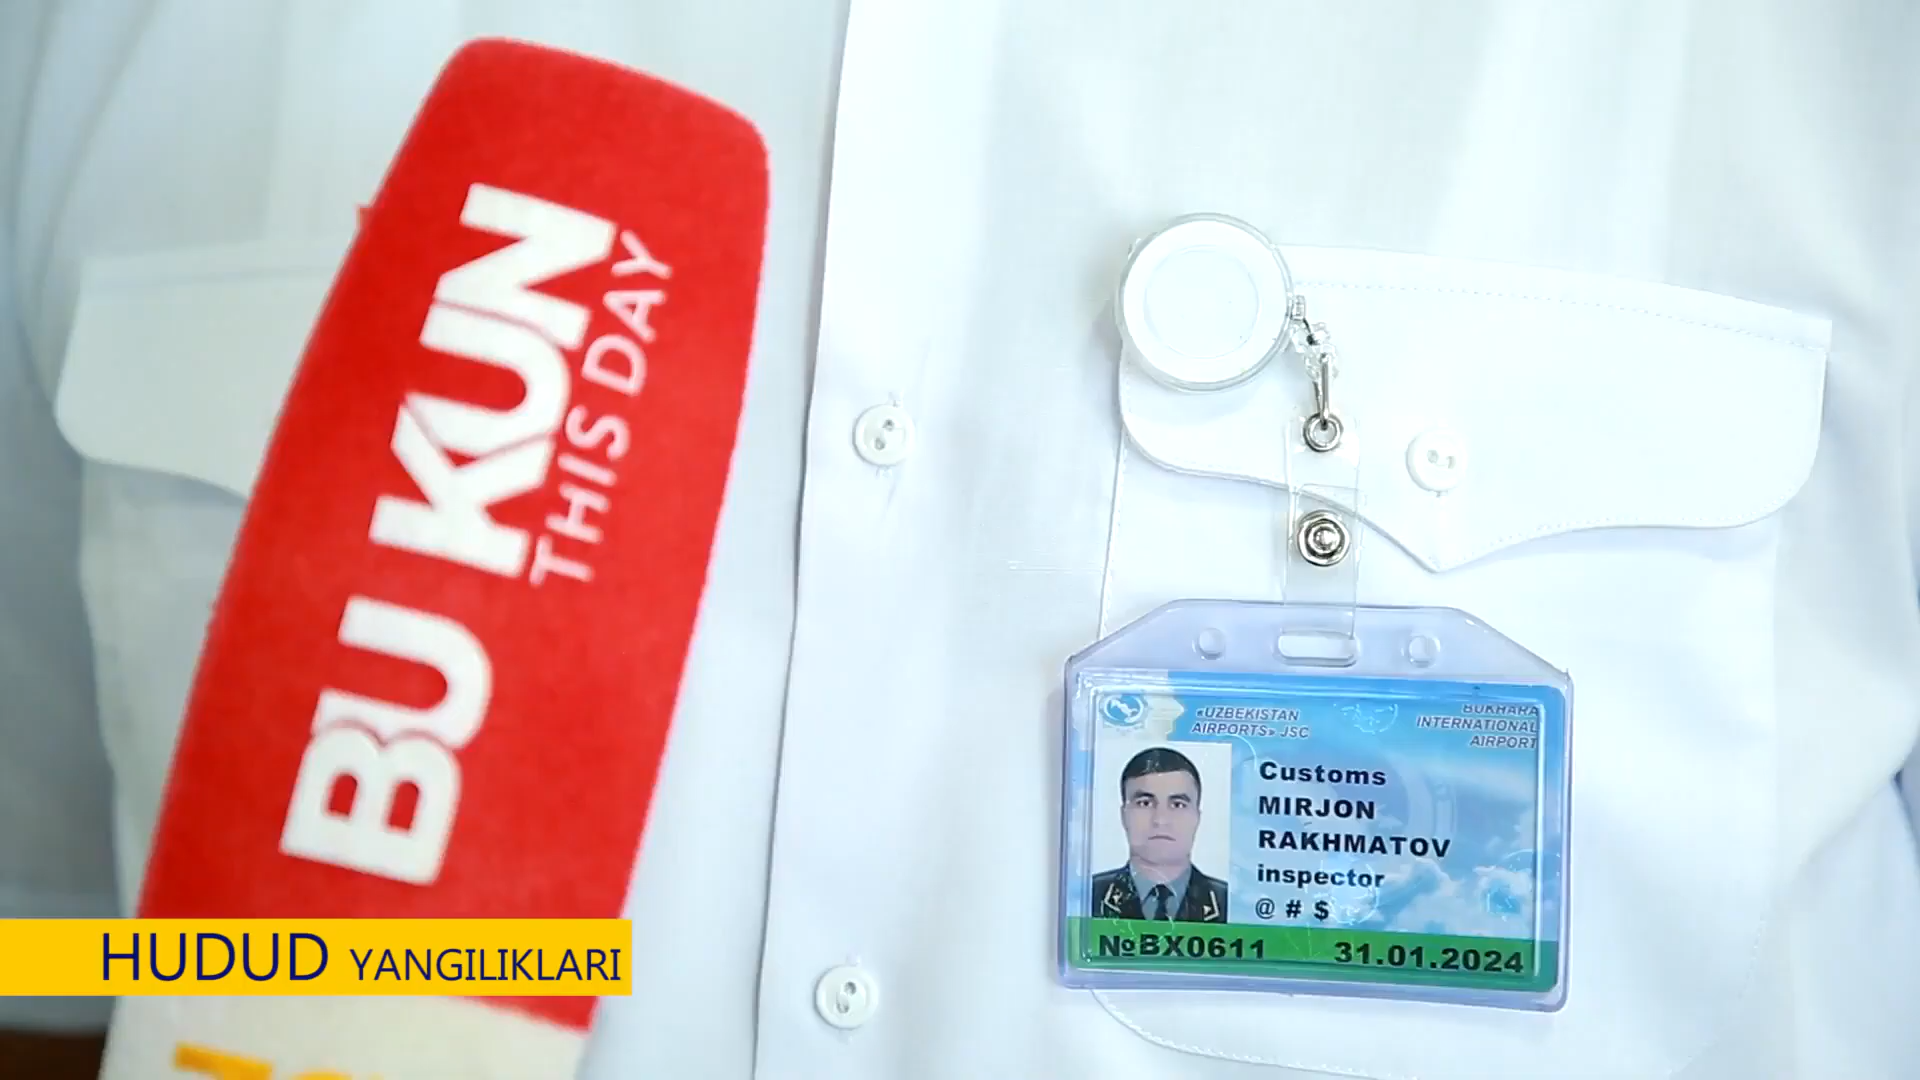 BU KUN
THIS DAY
«UZBEKISTAN
AIRPORTS» JSC
BUKHARA
INTERNATIONAL
AIRPORT
Customs
MIRJON
RAKHMATOV
inspector
@ # $
№BX0611 31.01.2024
HUDUD YANGILIKLARI